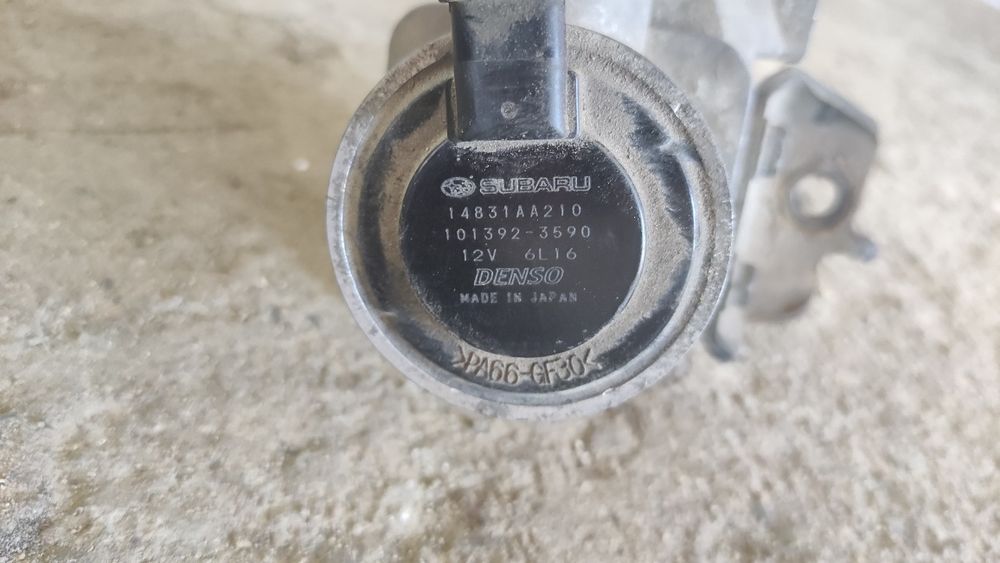 SUBARU
14831AA210
101392-3590
12V 6L16
DENSO
MADE IN JAPAN
>PA66-GF30<